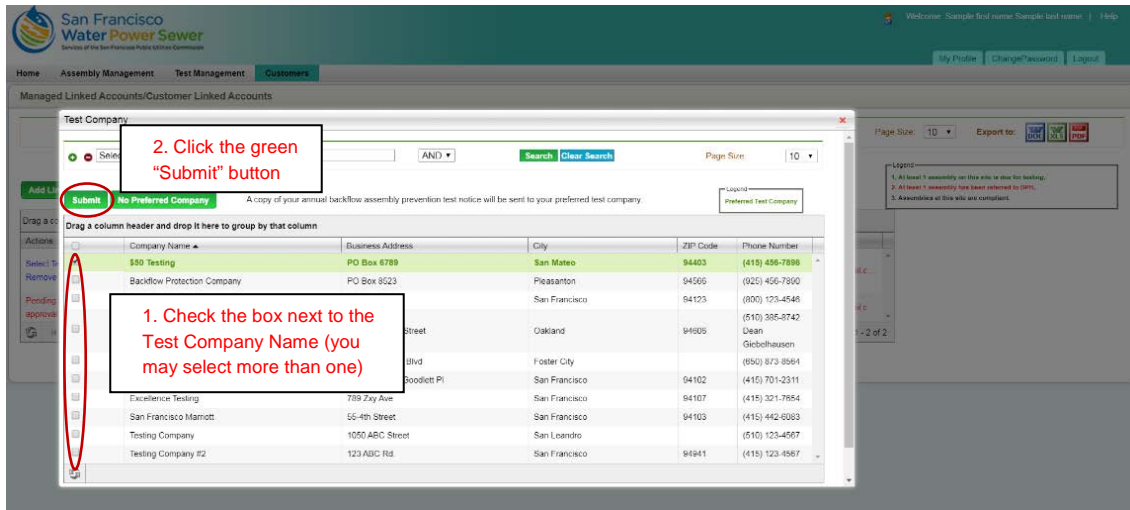 San Francisco
Water Power Sewer
Services of the San Francisco Public Utilities Commission
Welcome: Sample first name Sample last name | Help
My Profile ChangePassword Logout
Home Assembly Management Test Management Customers
Managed Linked Accounts/Customer Linked Accounts
Test Company
Page Size: 10 Export to: DOC XLS PDF
2. Click the green
“Submit” button
AND
Search Clear Search
Page Size: 10
Legend
1. At least 1 assembly on this site is due for testing.
2. At least 1 assembly has been referred to DPH.
3. Assemblies at this site are compliant.
Submit No Preferred Company A copy of your annual backflow assembly prevention test notice will be sent to your preferred test company.
Legend
Preferred Test Company
Drag a column header and drop it here to group by that column
Actions
Company Name Business Address City ZIP Code Phone Number
$50 Testing PO Box 6789 San Mateo 94403 (415) 456-7896
Backflow Protection Company PO Box 8523 Pleasanton 94566 (925) 456-7890
San Francisco 94123 (800) 123-4546
1. Check the box next to the
Test Company Name (you
may select more than one)
Street Oakland 94606 (510) 385-8742
Dean
Giebelhausen
Blvd Foster City (650) 873-8564
Goodlett Pl San Francisco 94102 (415) 701-2311
Excellence Testing 789 Zxy Ave San Francisco 94107 (415) 321-7654
San Francisco Marriott 55-4th Street San Francisco 94103 (415) 442-6083
Testing Company 1050 ABC Street San Leandro (510) 123-4567
Testing Company #2 123 ABC Rd. San Francisco 94941 (415) 123-4567
Remove
Pending
approval
1 - 2 of 2